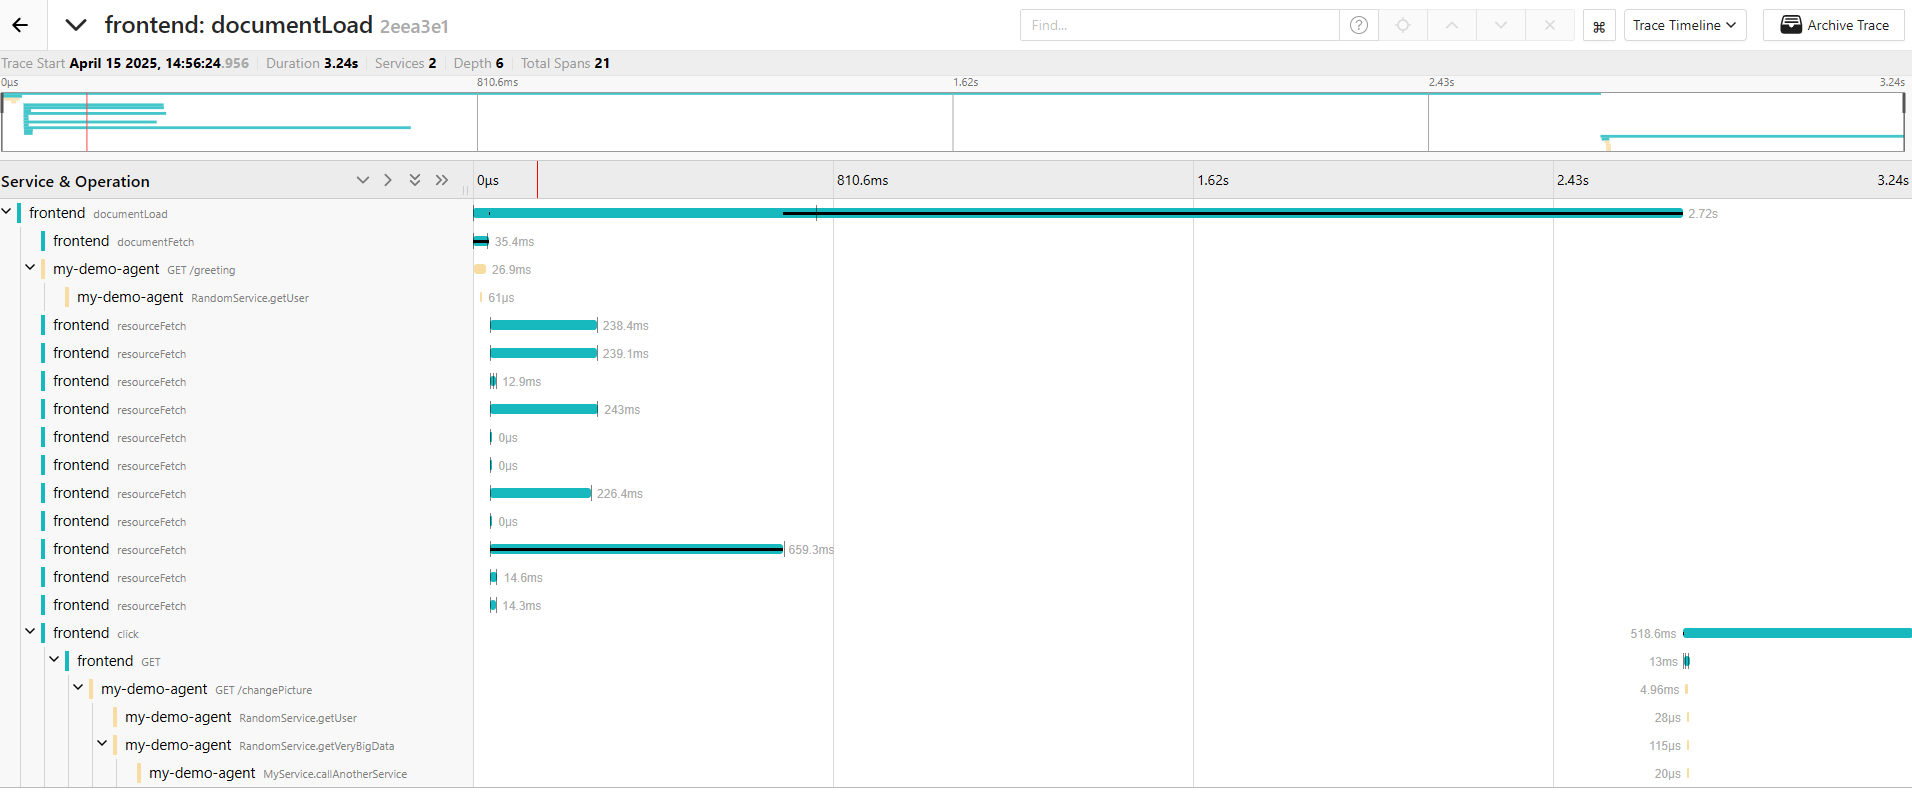 frontend: documentLoad 2eea3e1
Find...
Trace Timeline
Archive Trace
Trace Start April 15 2025, 14:56:24.956 Duration 3.24s Services 2 Depth 6 Total Spans 21
0μs 810.6ms 1.62s 2.43s 3.24s
Service & Operation 0μs 810.6ms 1.62s 2.43s 3.24s
frontend documentLoad 2.72s
frontend documentFetch 35.4ms
my-demo-agent GET /greeting 26.9ms
my-demo-agent RandomService.getUser 61μs
frontend resourceFetch 238.4ms
frontend resourceFetch 239.1ms
frontend resourceFetch 12.9ms
frontend resourceFetch 243ms
frontend resourceFetch 0μs
frontend resourceFetch 0μs
frontend resourceFetch 226.4ms
frontend resourceFetch 0μs
frontend resourceFetch 659.3ms
frontend resourceFetch 14.6ms
frontend resourceFetch 14.3ms
frontend click 518.6ms
frontend GET 13ms
my-demo-agent GET /changePicture 4.96ms
my-demo-agent RandomService.getUser 28μs
my-demo-agent RandomService.getVeryBigData 115μs
my-demo-agent MyService.callAnotherService 20μs